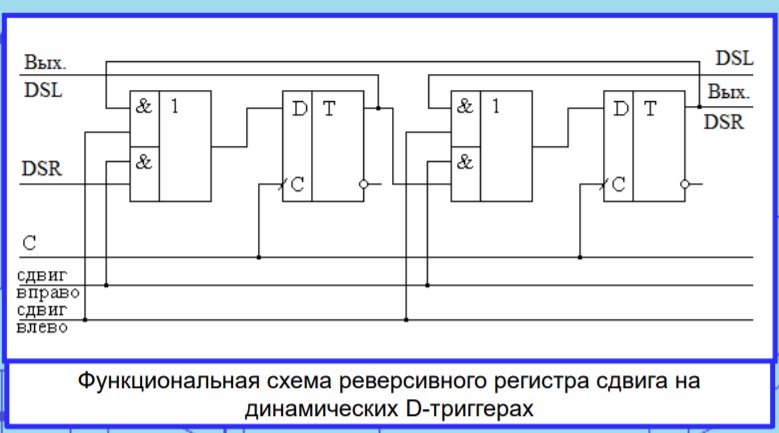 Вых.
DSL
DSL
Вых.
DSR
& 1
&
D T
C
& 1
&
D T
C
DSR
C
сдвиг
вправо
сдвиг
влево
Функциональная схема реверсивного регистра сдвига на
динамических D-триггерах